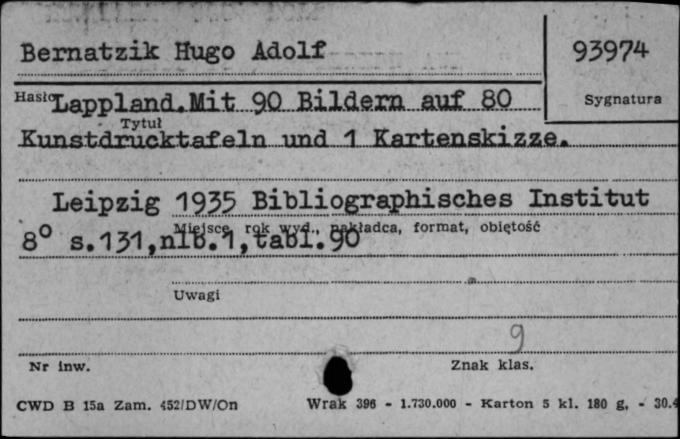 Bernatzik Hugo Adolf
93974
Hasło
Lappland.Mit 90 Bildern auf 80
Sygnatura
Tytuł
Kunstdrucktafeln und 1 Kartenskizze.
Leipzig 1935 Bibliographisches Institut
Miejsce, rok wyd., nakładca, format, obiętość
8° s.131,nlb.1,tabl.90
Uwagi
9
Nr inw.
Znak klas.
CWD B 15a Zam. 452/DW/On
Wrak 396 - 1.730.000 - Karton 5 kl. 180 g. - 30.4